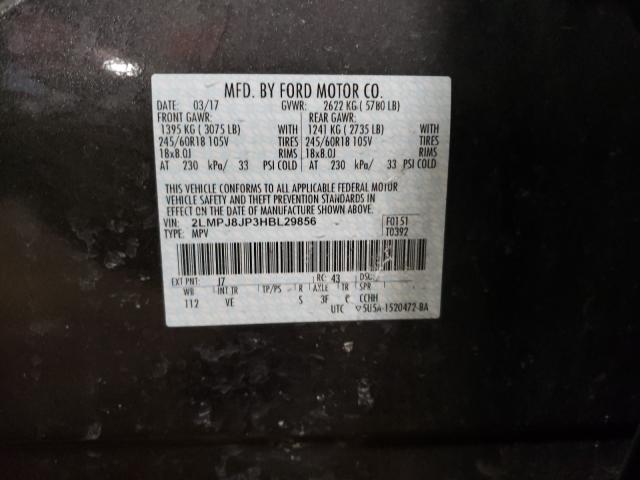 MFD. BY FORD MOTOR CO.
DATE: 03/17 GVWR: 2622 KG ( 5780 LB)
FRONT GAWR: REAR GAWR:
1395 KG ( 3075 LB) WITH 1241 KG ( 2735 LB) WITH
245/60R18 105V TIRES 245/60R18 105V TIRES
18x8.0J RIMS 18x8.0J RIMS
AT 230 kPa/ 33 PSI COLD AT 230 kPa/ 33 PSI COLD
THIS VEHICLE CONFORMS TO ALL APPLICABLE FEDERAL MOTOR
VEHICLE SAFETY AND THEFT PREVENTION STANDARDS IN
EFFECT ON THE DATE OF MANUFACTURE SHOWN ABOVE.
VIN: 2LMPJ8JP3HBL29856 F0151
TYPE: MPV T0392
EXT PNT: J7 RC: 43 DSO:
WB INT TR TP/PS R AXLE TR SPR
112 VE S 3F C CCHH
UTC ▽5U5A-1520472-BA